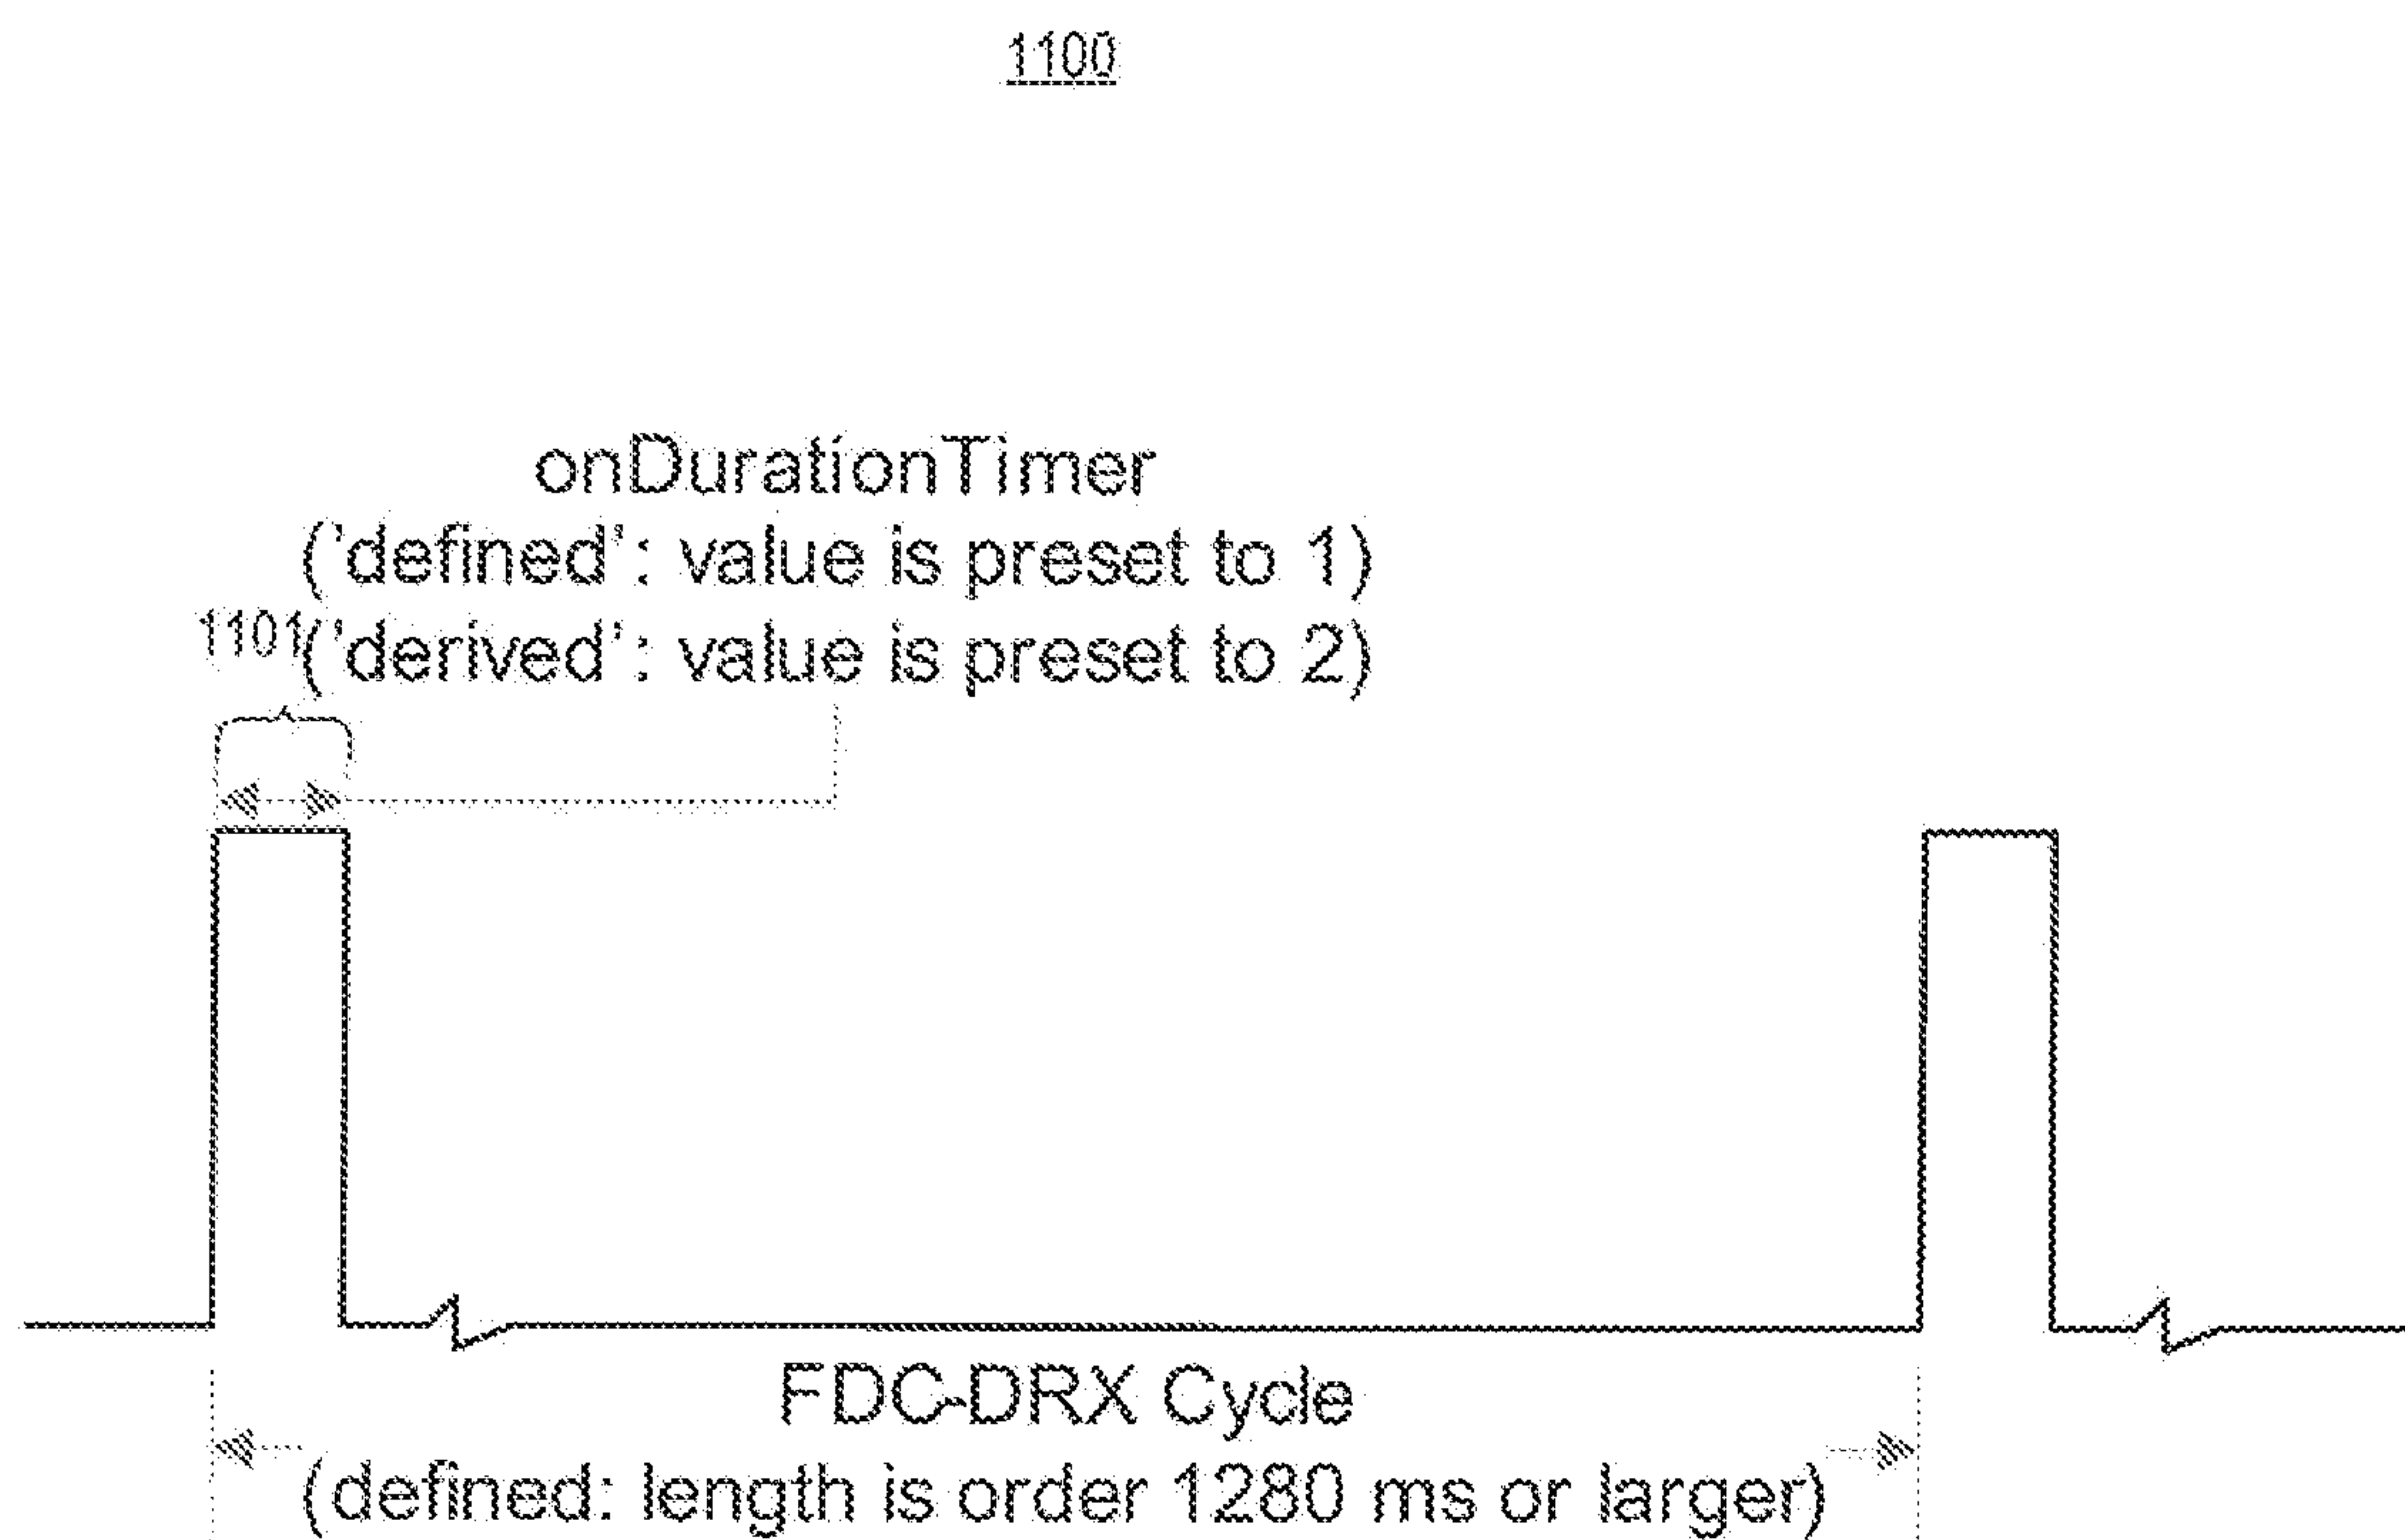 1100
onDurationTimer
('defined': value is preset to 1)
1101
('derived': value is preset to 2)
FDC-DRX Cycle
(defined: length is order 1280 ms or larger)